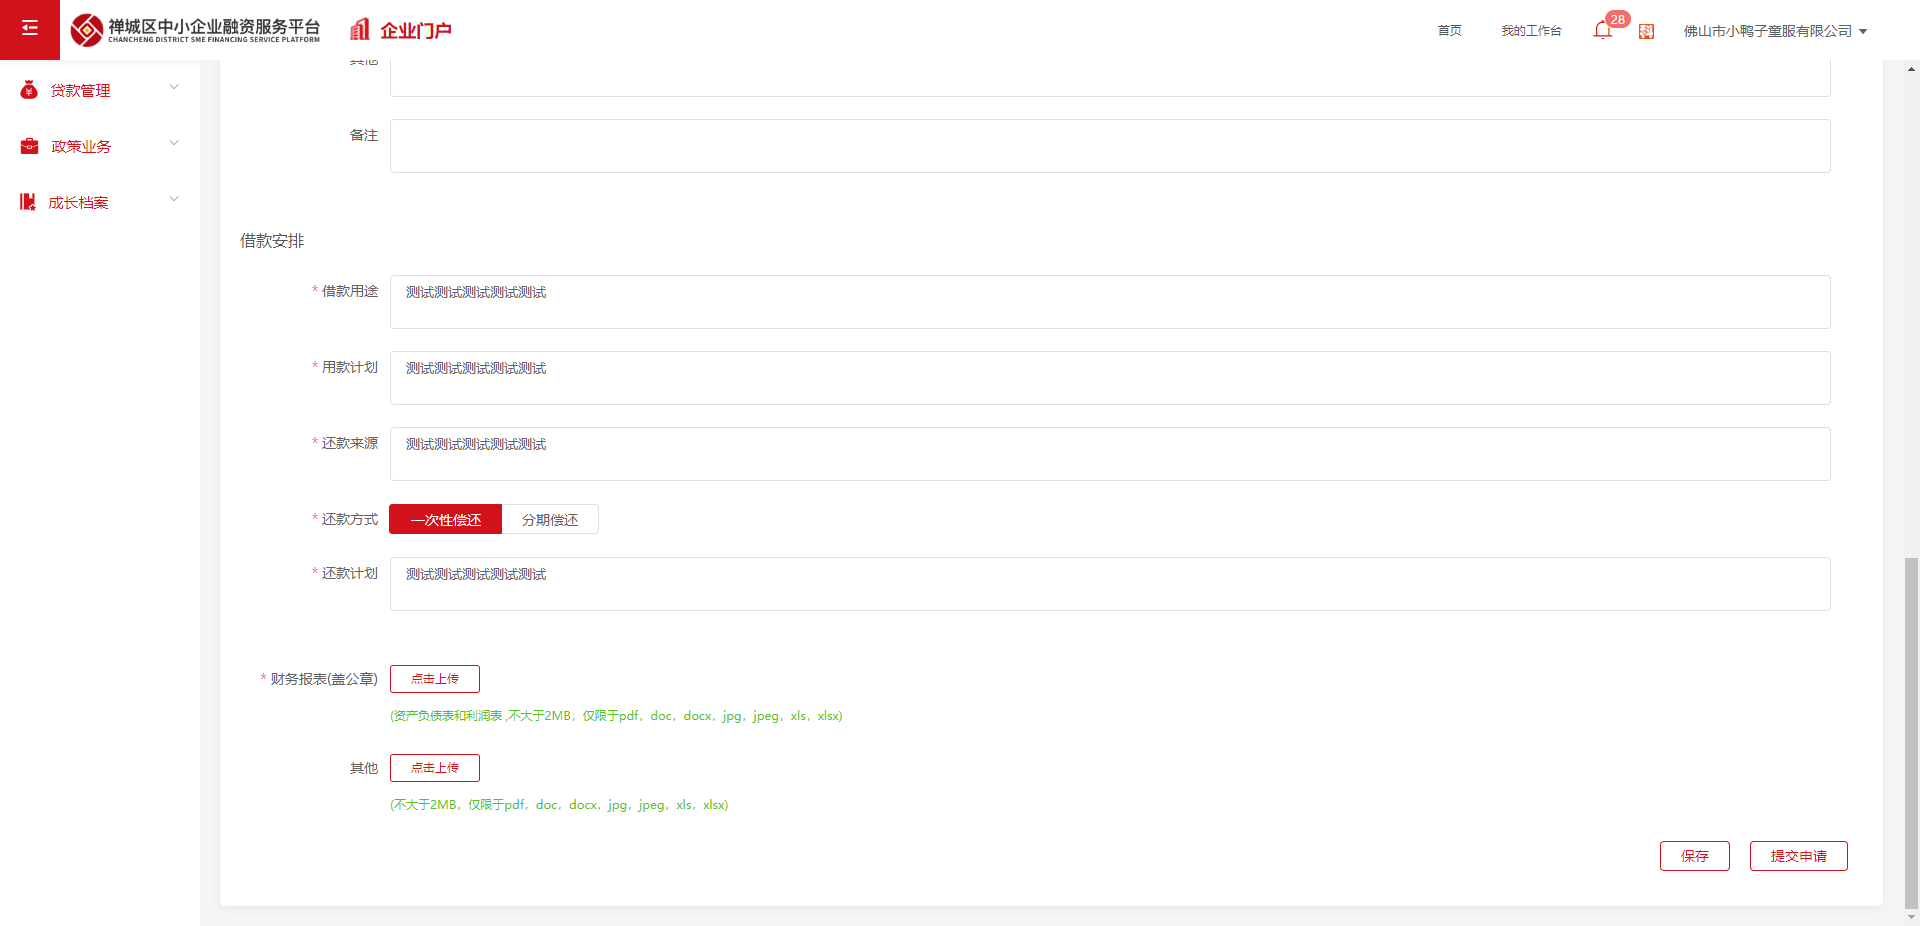 禅城区中小企业融资服务平台
CHANCHENG DISTRICT SME FINANCING SERVICE PLATFORM
企业门户
首页
我的工作台
28
佛山市小鸭子童服有限公司
贷款管理
政策业务
成长档案
其他
备注
借款安排
* 借款用途
测试测试测试测试测试
* 用款计划
测试测试测试测试测试
* 还款来源
测试测试测试测试测试
* 还款方式
一次性偿还
分期偿还
* 还款计划
测试测试测试测试测试
* 财务报表(盖公章)
点击上传
(资产负债表和利润表 ,不大于2MB，仅限于pdf，doc，docx，jpg，jpeg，xls，xlsx)
其他
点击上传
(不大于2MB，仅限于pdf，doc，docx，jpg，jpeg，xls，xlsx)
保存
提交申请